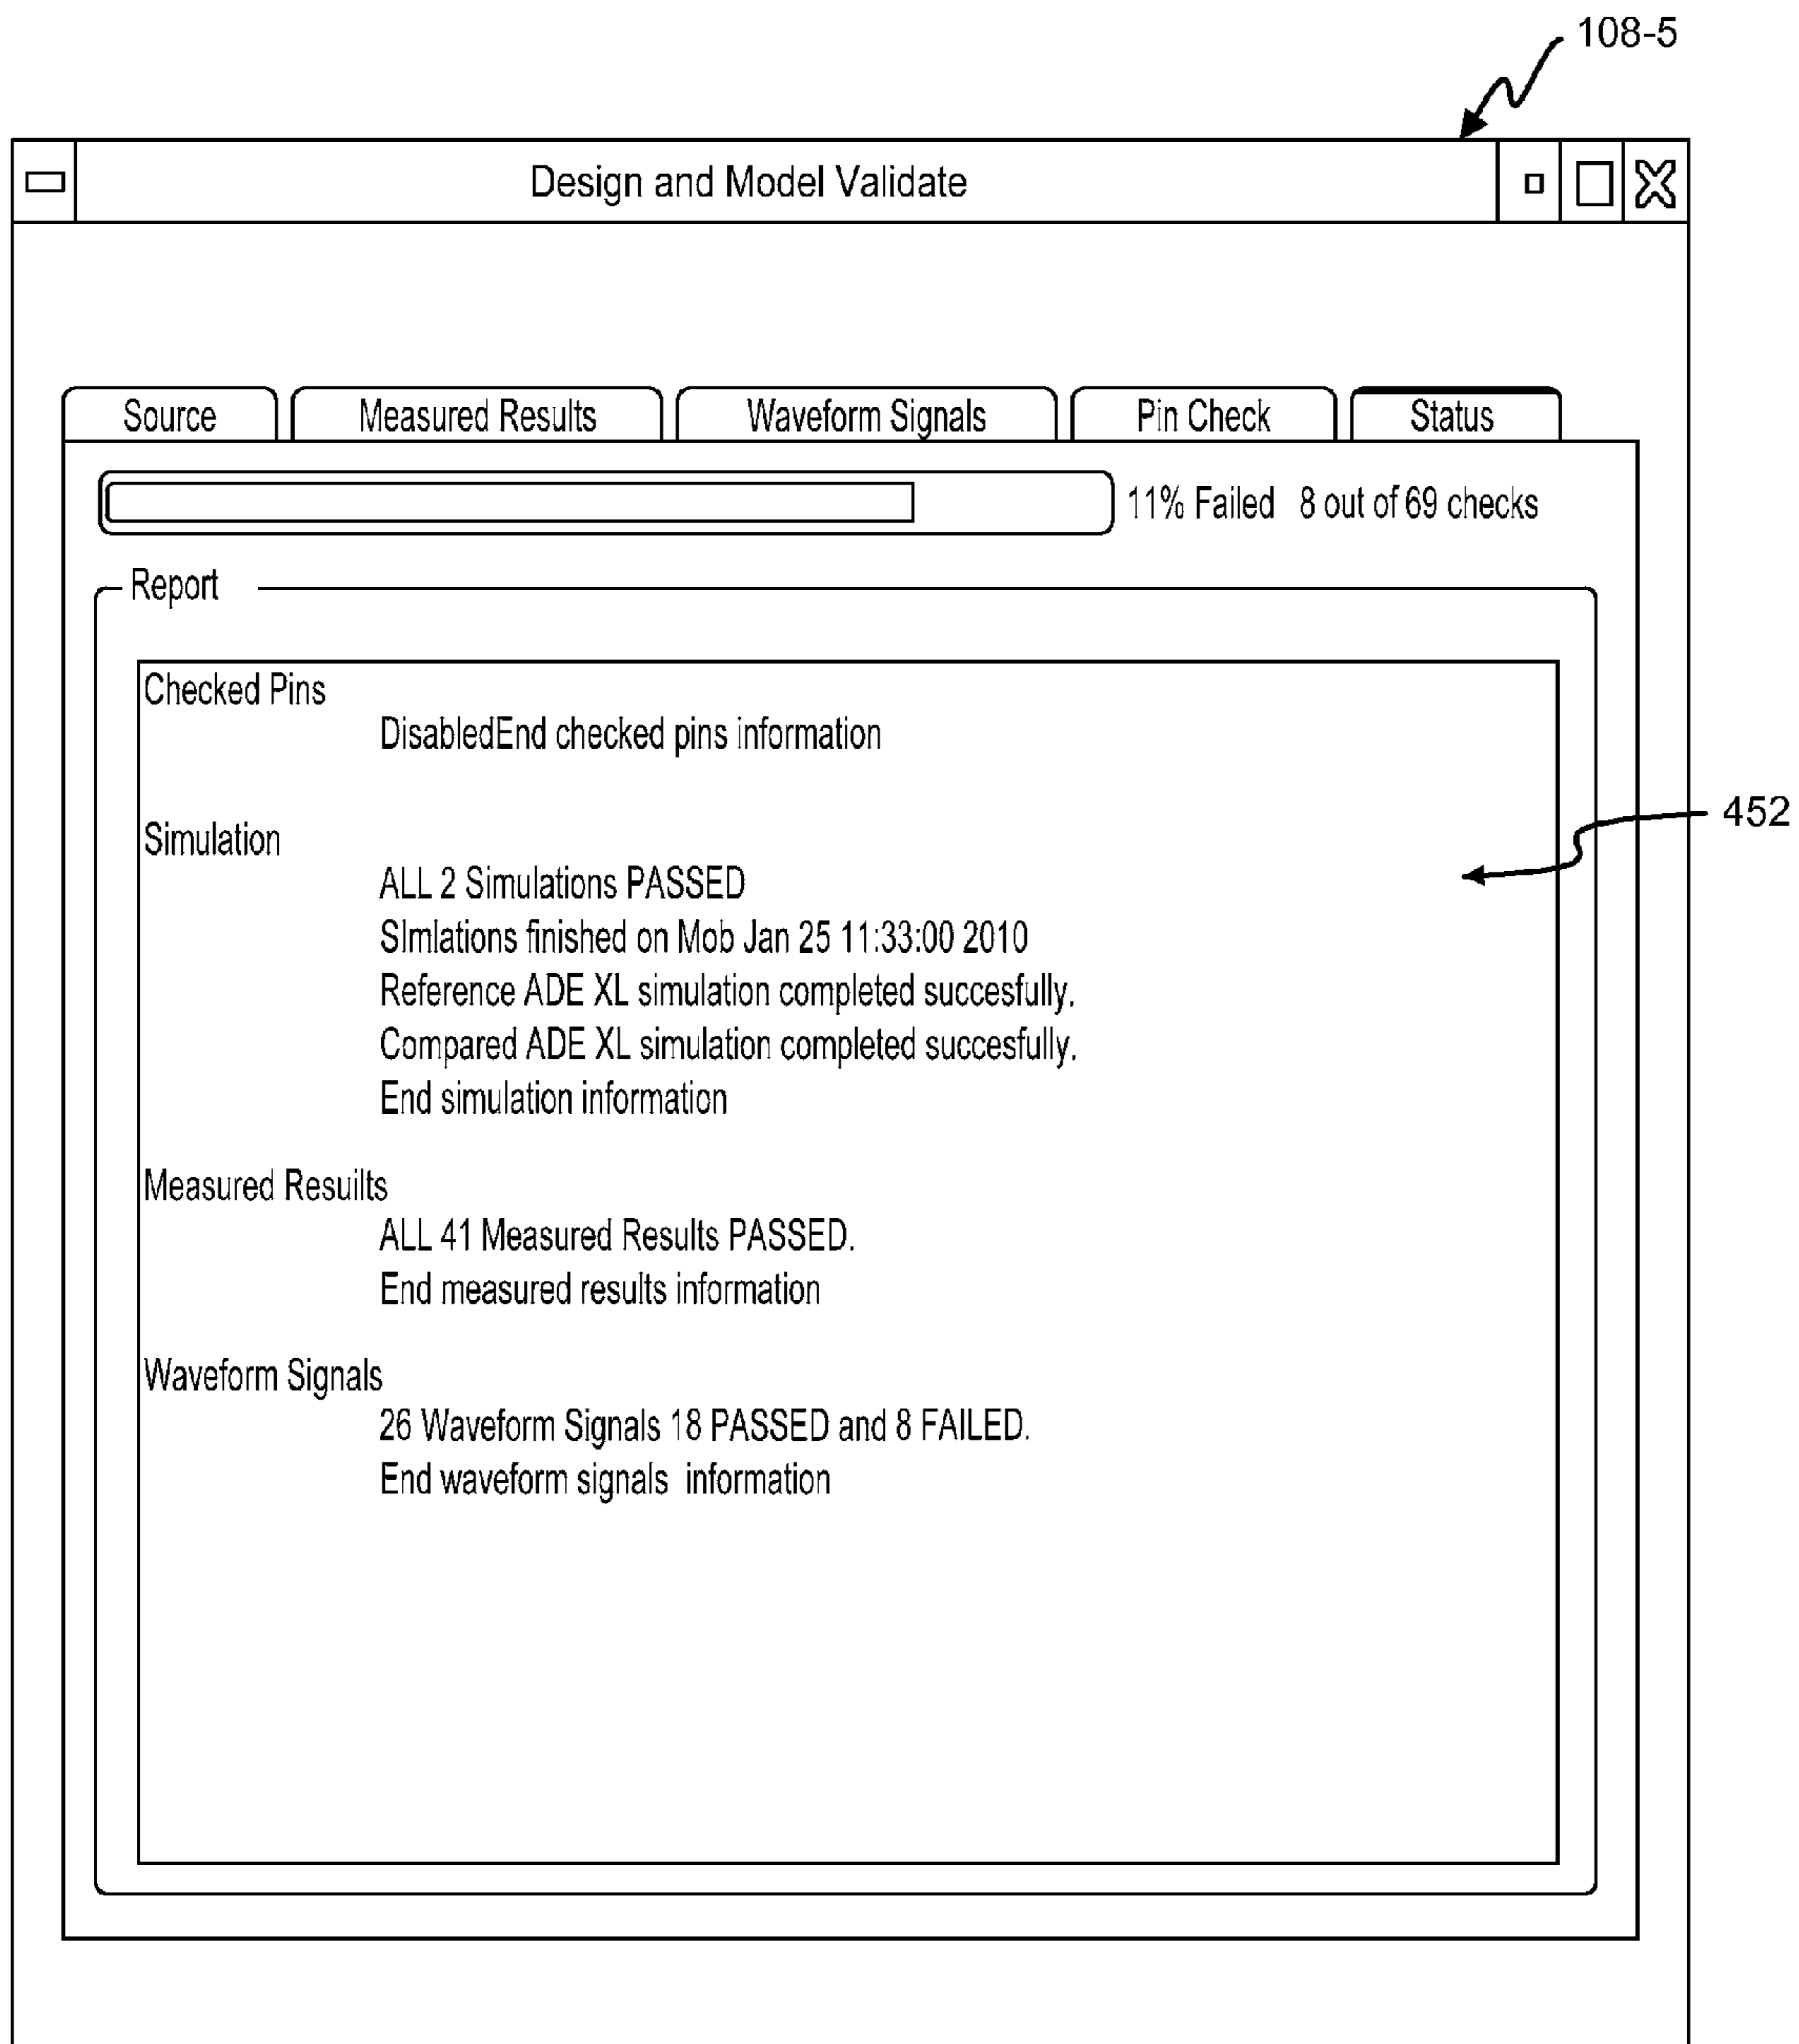 108-5
Design and Model Validate
Source Measured Results Waveform Signals Pin Check Status
11% Failed 8 out of 69 checks
Report
Checked Pins
DisabledEnd checked pins information
Simulation
452
ALL 2 Simulations PASSED
SImlations finished on Mob Jan 25 11:33:00 2010
Reference ADE XL simulation completed succesfully.
Compared ADE XL simulation completed succesfully.
End simulation information
Measured Resuilts
ALL 41 Measured Results PASSED.
End measured results information
Waveform Signals
26 Waveform Signals 18 PASSED and 8 FAILED.
End waveform signals information